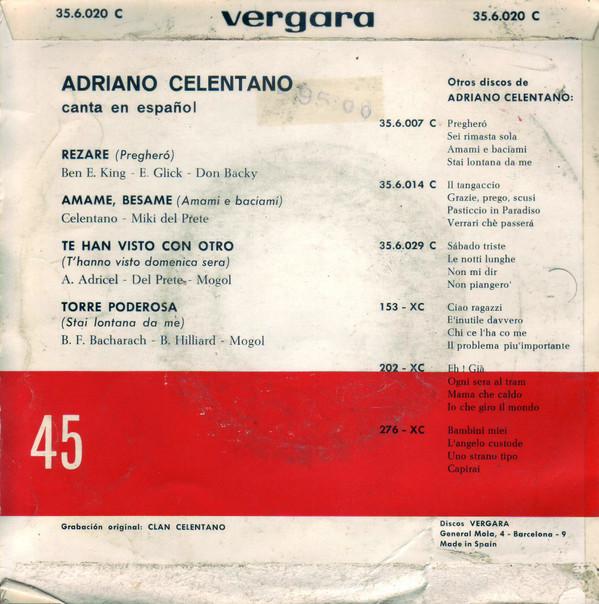 35.6.020 C
vergara
35.6.020 C
ADRIANO CELENTANO
canta en español
95.00
REZARE (Pregheró)
Ben E. King - E. Glick - Don Backy
AMAME, BESAME (Amami e baciami)
Celentano - Miki del Prete
TE HAN VISTO CON OTRO
(T'hanno visto domenica sera)
A. Adricel - Del Prete - Mogol
TORRE PODEROSA
(Stai lontana da me)
B. F. Bacharach - B. Hilliard - Mogol
Otros discos de
ADRIANO CELENTANO:
35.6.007 C Pregheró
Sei rimasta sola
Amami e baciami
Stai lontana da me
35.6.014 C Il tangaccio
Grazie, prego, scusi
Pasticcio in Paradiso
Verrari chè passerá
35.6.029 C Sábado triste
Le notti lunghe
Non mi dir
Non piangero'
153 - XC Ciao ragazzi
E'inutile davvero
Chi ce l'ha co me
Il problema piu'importante
202 - XC Eh ! Già
Ogni sera al tram
Mama che caldo
Io che giro il mondo
276 - XC Bambini miei
L'angelo custode
Uno strano tipo
Capirai
45
Grabación original: CLAN CELENTANO
Discos VERGARA
General Mola, 4 - Barcelona - 9
Made in Spain